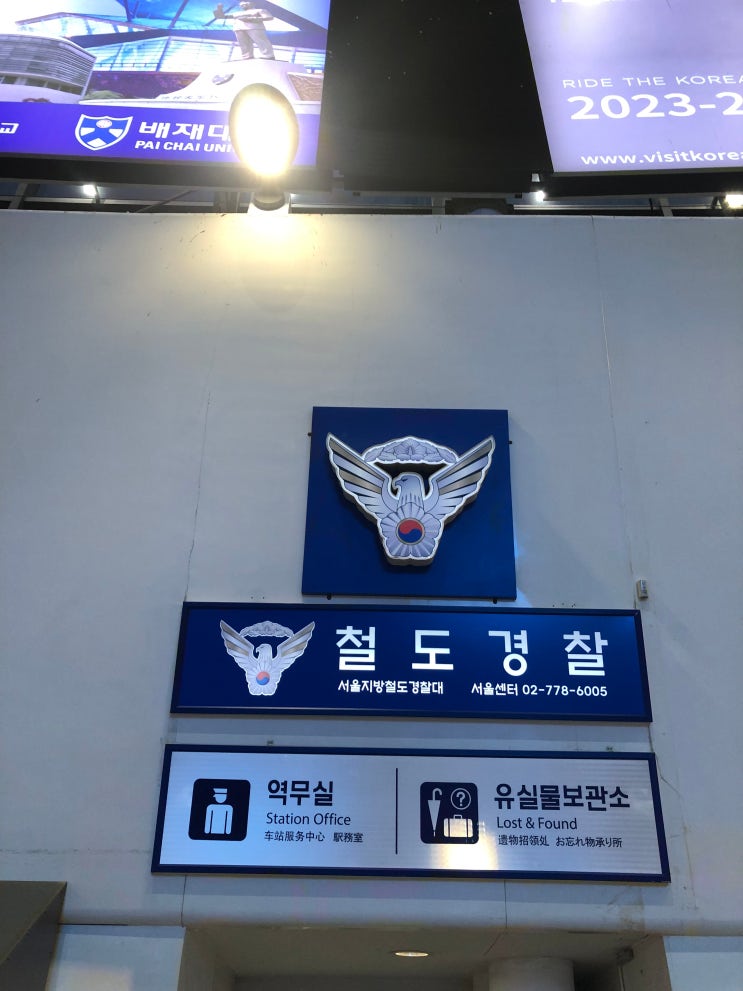 배재대
PAI CHAI UNI
RIDE THE KOREA
2023-2
www.visitkorea
철도경찰
서울지방철도경찰대 서울센터 02-778-6005
역무실
Station Office
车站服务中心 駅務室
유실물보관소
Lost & Found
遗物招领处 お忘れ物承り所